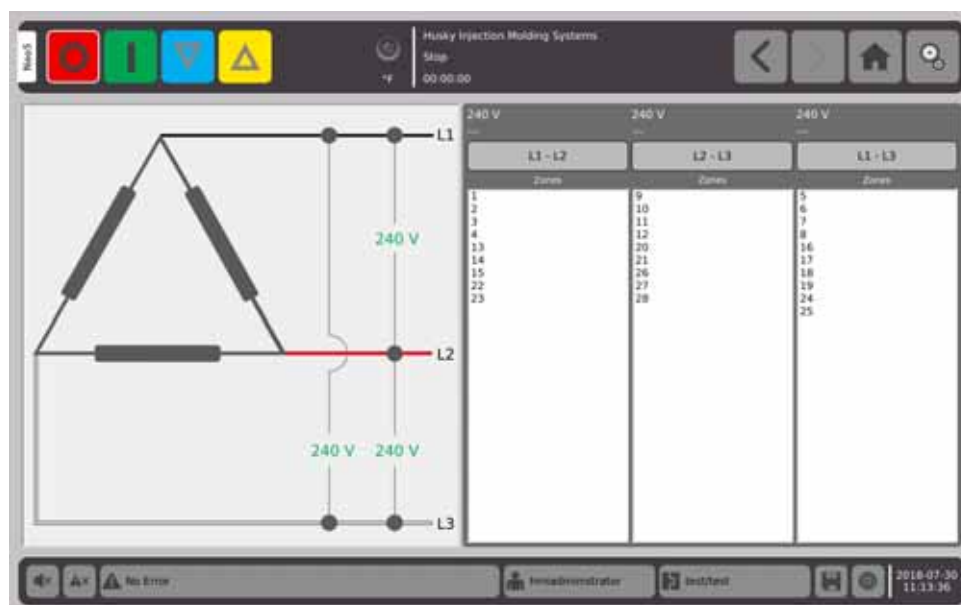 Neo5
Husky Injection Molding Systems
Stop
°F
00:00:00
L1
240 V
L2
240 V 240 V
L3
240 V 240 V 240 V
--- --- ---
L1 - L2 L2 - L3 L1 - L3
Zones Zones Zones
1 9 5
2 10 6
3 11 7
4 12 8
13 20 16
14 21 17
15 26 18
22 27 19
23 28 24
25
No Error
hmiadministrator
test/test
2018-07-30
11:13:36